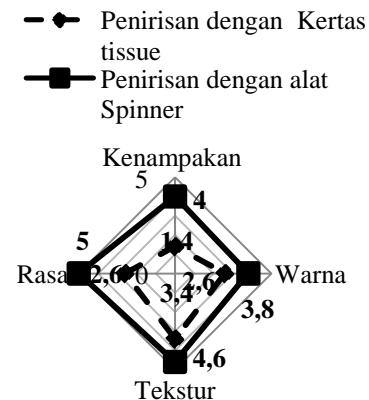 Penirisan dengan Kertas
tissue
Penirisan dengan alat
Spinner
Kenampakan
5
4
5
1,4
Rasa 2,6 0 2,6 Warna
3,4
3,8
4,6
Tekstur